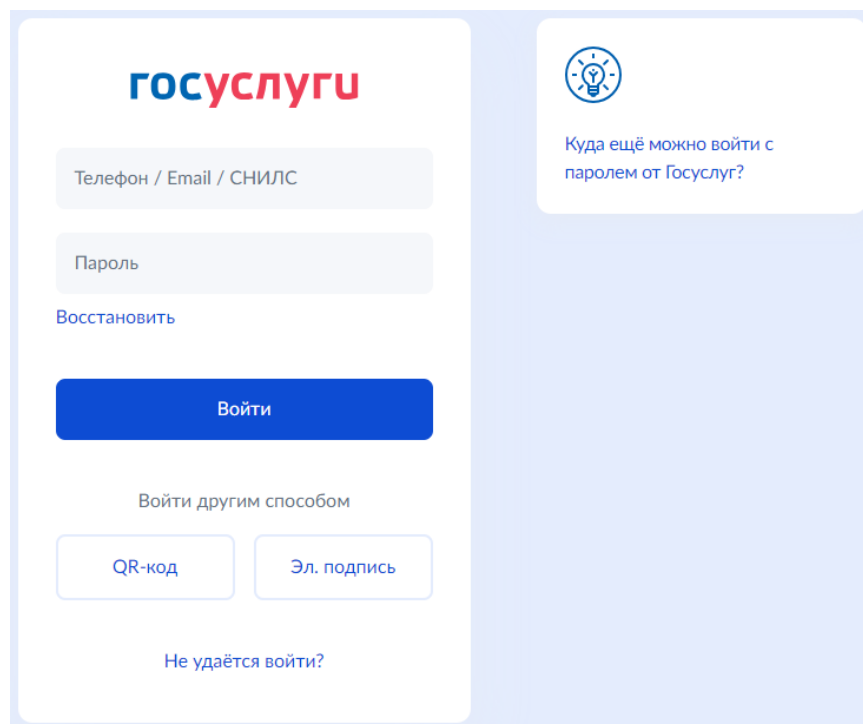 госуслуги
Телефон / Email / СНИЛС
Пароль
Восстановить
Войти
Войти другим способом
QR-код
Эл. подпись
Не удаётся войти?
Куда ещё можно войти с
паролем от Госуслуг?